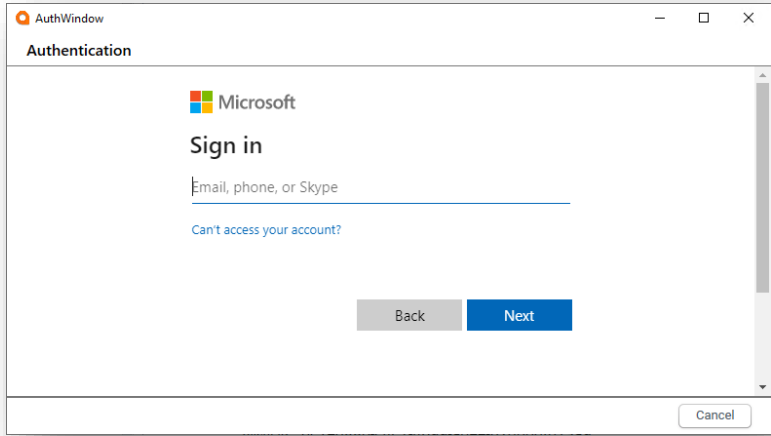 AuthWindow
Authentication
Microsoft
Sign in
Email, phone, or Skype
Can't access your account?
Back
Next
Cancel